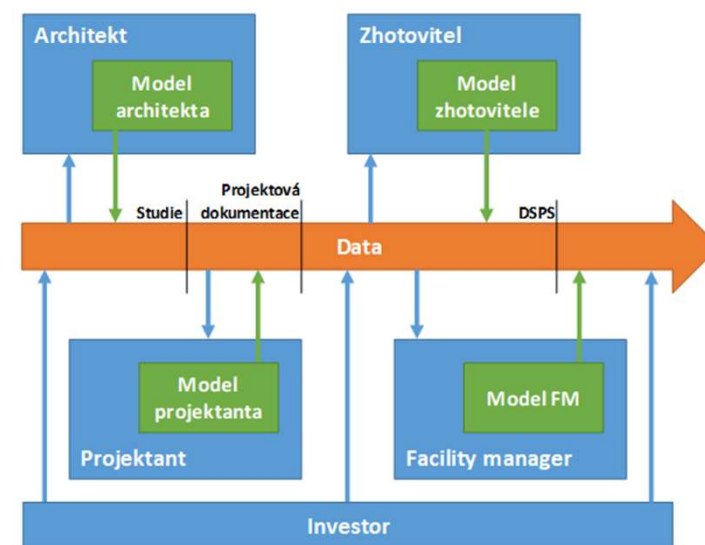 Architekt
Model
architekta
Zhotovitel
Model
zhotovitele
Studie
Projektová
dokumentace
DSPS
Data
Model
projektanta
Projektant
Model FM
Facility manager
Investor